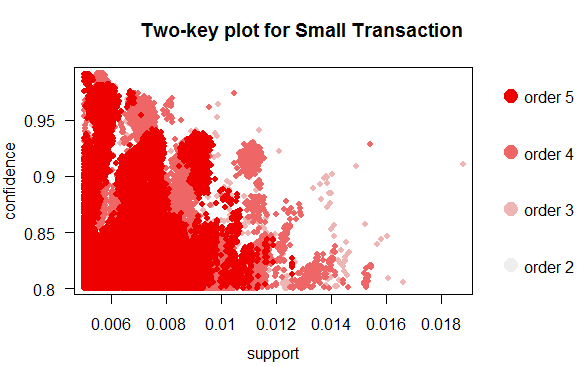 Two-key plot for Small Transaction
0.95
0.9
0.85
0.8
confidence
0.006
0.008
0.01
0.012
0.014
0.016
0.018
support
order 5
order 4
order 3
order 2